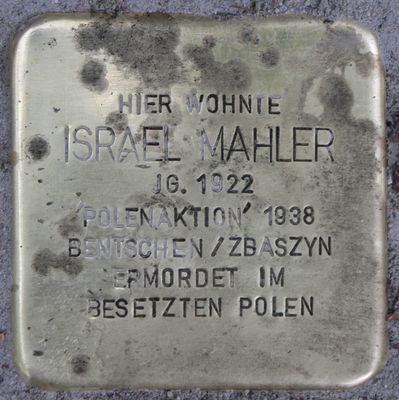 HIER WOHNTE
ISRAEL MAHLER
JG. 1922
'POLENAKTION' 1938
BENTSCHEN / ZBASZYN
ERMORDET IM
BESETZTEN POLEN